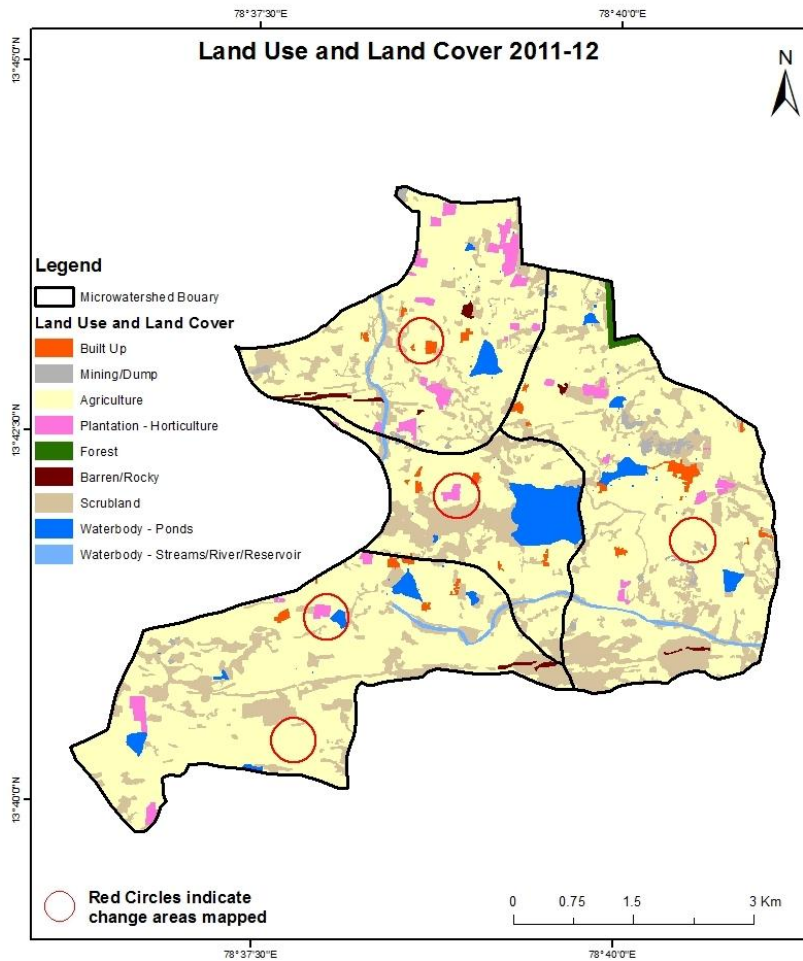 78°37'30"E
78°40'0"E
Land Use and Land Cover 2011-12
13°45'0"N
N
Legend
Microwatershed Bouary
Land Use and Land Cover
Built Up
Mining/Dump
Agriculture
Plantation - Horticulture
Forest
Barren/Rocky
Scrubland
Waterbody - Ponds
Waterbody - Streams/River/Reservoir
13°42'30"N
13°40'0"N
Red Circles indicate
change areas mapped
0 0.75 1.5 3 Km
78°37'30"E
78°40'0"E